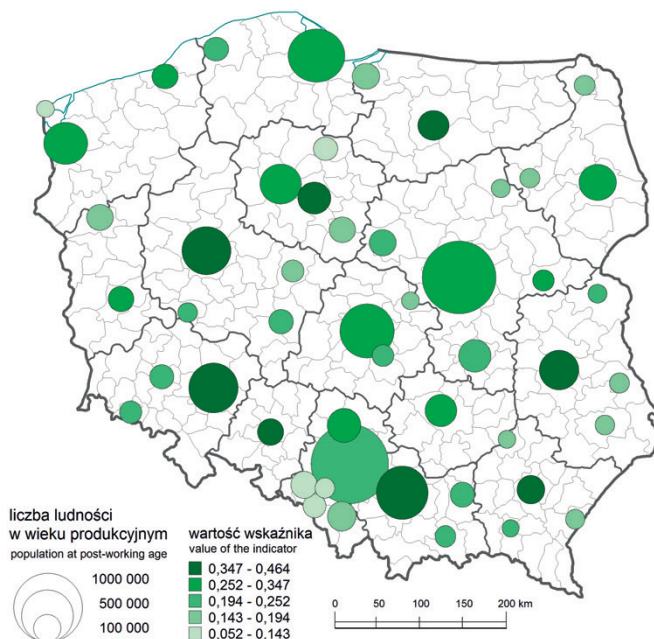 liczba ludności
w wieku produkcyjnym
population at post-working age
1000 000
500 000
100 000
wartość wskaźnika
value of the indicator
0,347 - 0,464
0,252 - 0,347
0,194 - 0,252
0,143 - 0,194
0,052 - 0,143
0 50 100 150 200 km